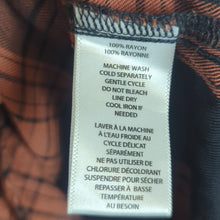 100% RAYON
100% RAYONNE
MACHINE WASH
COLD SEPARATELY
GENTLE CYCLE
DO NOT BLEACH
LINE DRY
COOL IRON IF
NEEDED
LAVER À LA MACHINE
À L'EAU FROIDE AU
CYCLE DÉLICAT
SÉPARÉMENT
NE PAS UTILISER DE
CHLORURE DÉCOLORANT
SUSPENDRE POUR SÉCHER
REPASSER À BASSE
TEMPÉRATURE
AU BESOIN